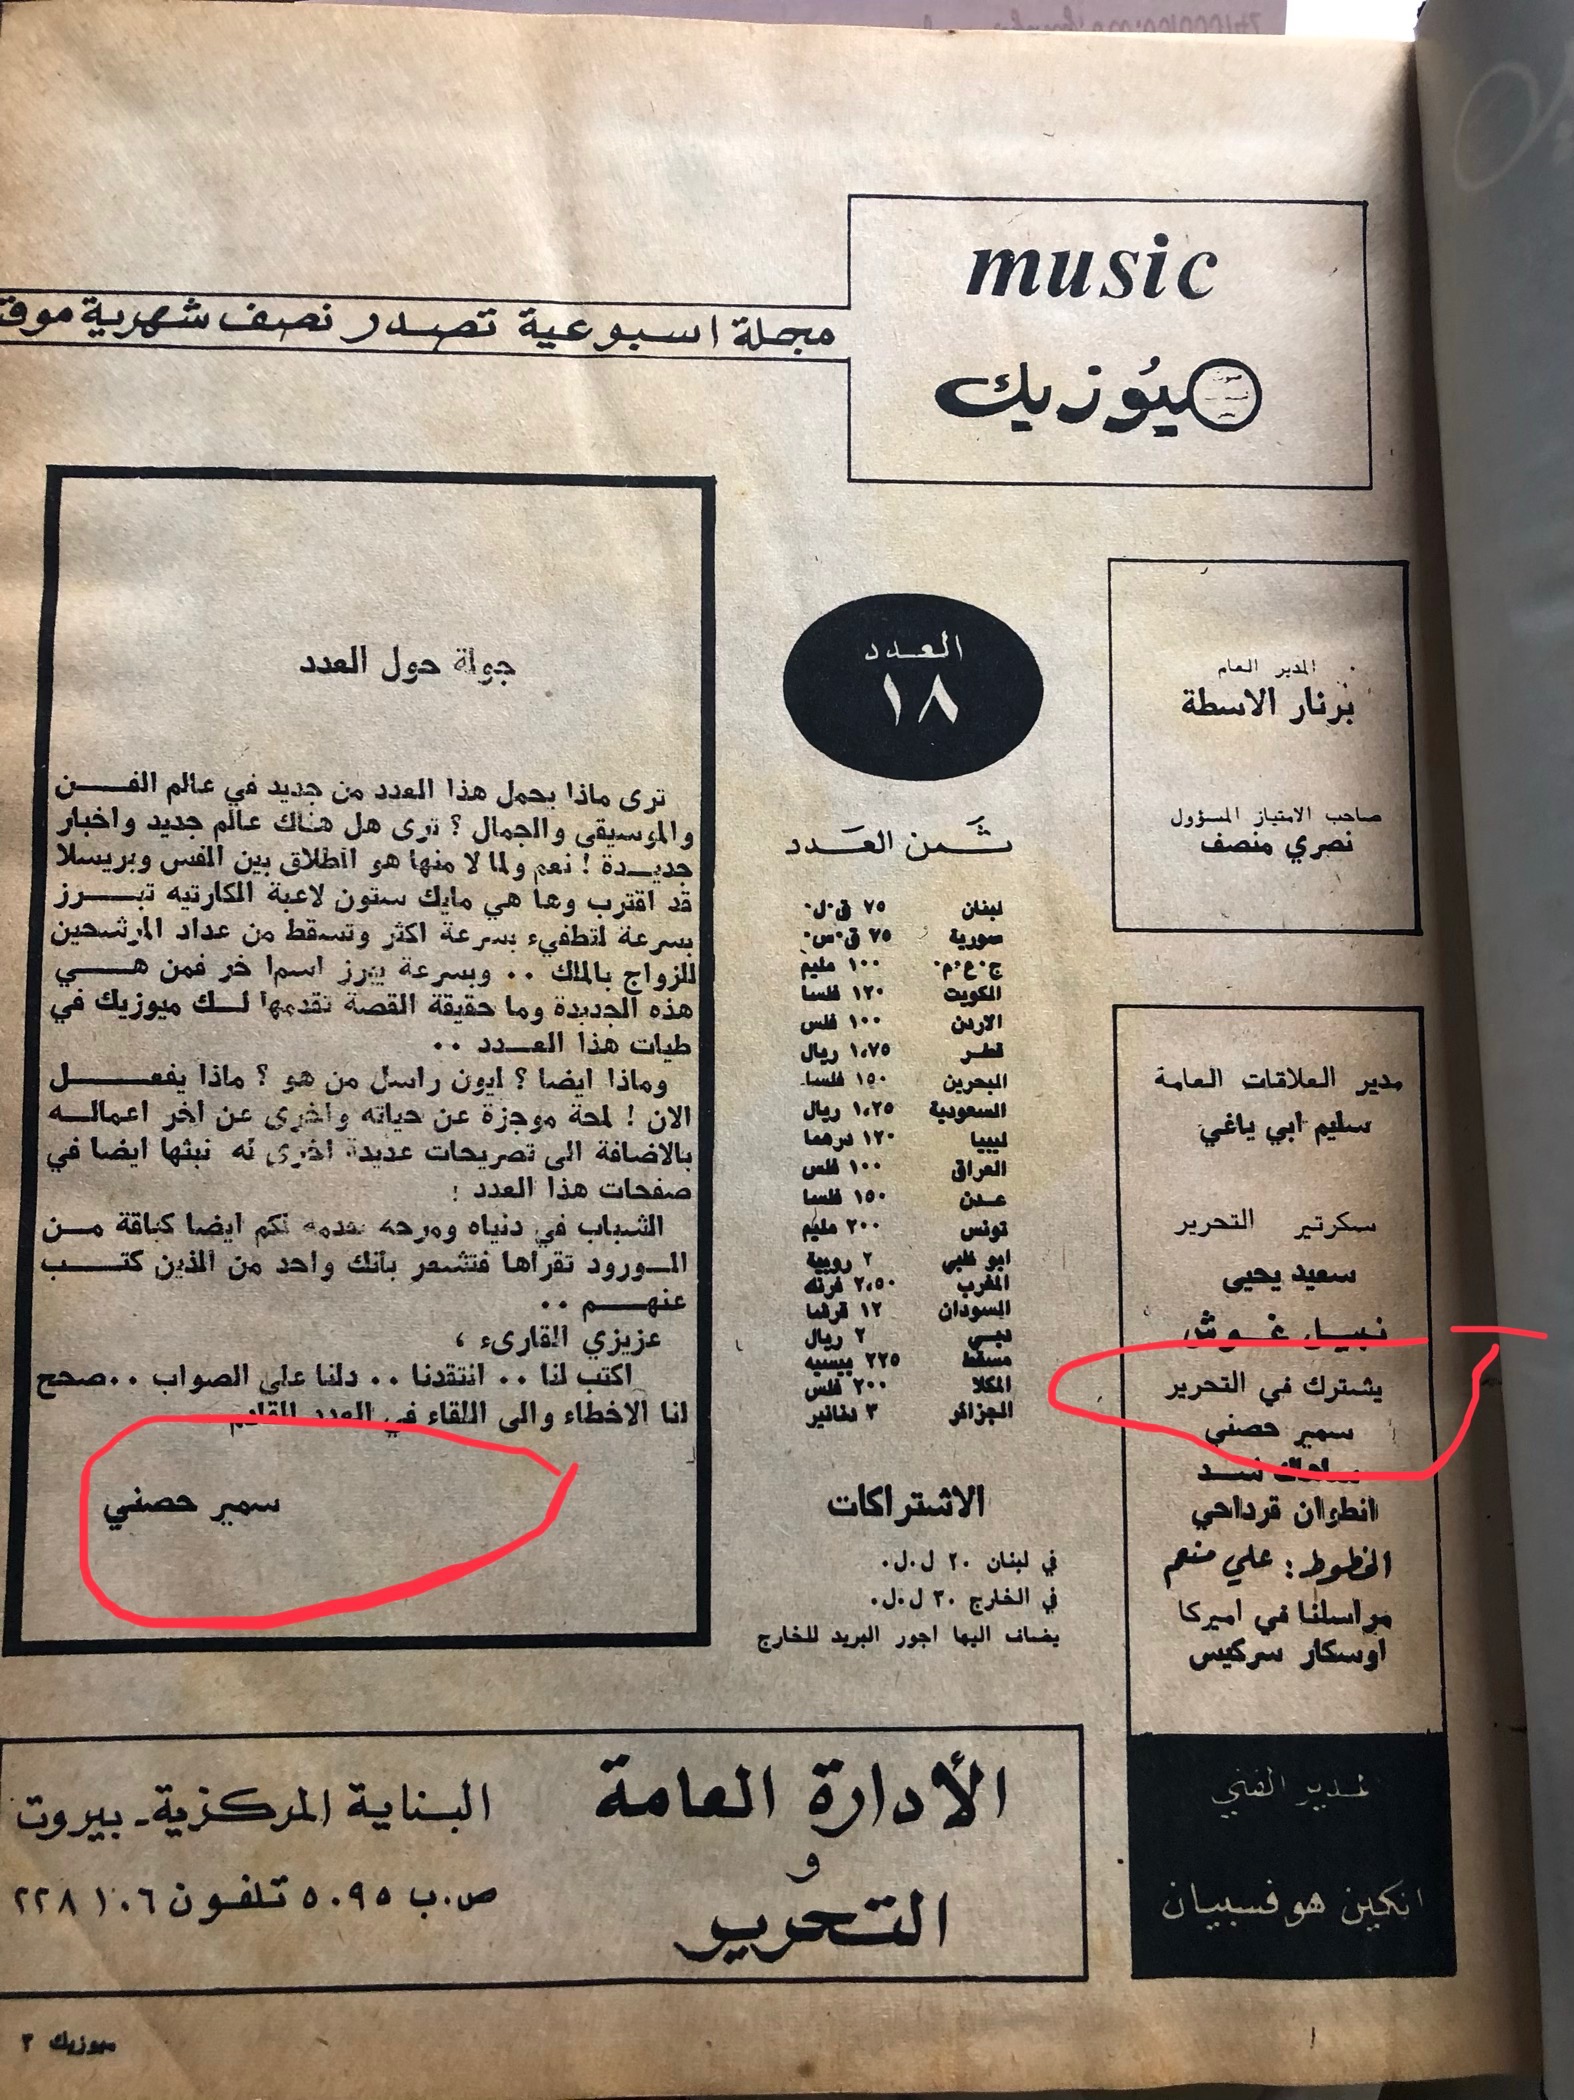 music
ميوزيك
مجلة اسبوعية تصدر نصف شهرية
المدير العام
برنار الاسطة
صاحب الامتياز المسؤول
نصري منصف
مدير العلاقات العامة
سليم ابي ياغي
سكرتير التحرير
سعيد يحيى
نبيل غوش
يشترك في التحرير
سمير حصني
انطوان قرداحي
الخطوط : علي منعم
مراسلنا في اميركا
اوسكار سركيس
لمدير الفني
انكين هوفسبيان
العدد
١٨
ثمن العدد
لبنان ٧٥ ق.ل.
سورية ٧٥ ق.س.
ج.ع.م. ١٠٠ مليم
الكويت ١٢٠ فلسا
الاردن ١٠٠ فلس
قطر ١،٧٥ ريال
البحرين ١٥٠ فلسا
السعودية ١،٢٥ ريال
ليبيا ١٢٠ درهما
العراق ١٠٠ فلس
عدن ١٥٠ فلسا
تونس ٢٠٠ مليم
ابو ظبي ٢ روبية
المغرب ٢،٥٠ فرنك
السودان ١٢ قرشا
دبي ٢ ريال
مسقط ٢٢٥ بيسيه
المكلا ٢٠٠ فلس
الجزائر ٣ دنانير
الاشتراكات
في لبنان ٢٠ ل.ل.
في الخارج ٣٠ ل.ل.
يضاف اليها اجور البريد للخارج
جولة حول العدد
ترى ماذا يحمل هذا العدد من جديد في عالم الفن
والموسيقى والجمال ؟ ترى هل هناك عالم جديد واخبار
جديدة ! نعم ولما لا منها هو الطلاق بين الفس وبريسلا
قد اقترب وها هي مايك ستون لاعبة الكارتيه تبرز
بسرعة لتطفيء بسرعة اكثر وتسقط من عداد المرشحين
للزواج بالملك .. وبسرعة يبرز اسما خر فمن هي
هذه الجديدة وما حقيقة القصة تقدمها لك ميوزيك في
طيات هذا العدد ..
وماذا ايضا ؟ ليون راسل من هو ؟ ماذا يفعل
الان ! لمحة موجزة عن حياته واخرى عن اخر اعماله
بالاضافة الى تصريحات عديدة اخرى له نبثها ايضا في
صفحات هذا العدد !
الشباب في دنياه ومرحه نقدمه لكم ايضا كباقة من
الورود تقراها فتشعر بأنك واحد من الذين كتب
عنهم ..
عزيزي القارىء ،
اكتب لنا .. انتقدنا .. دلنا على الصواب ..صحح
لنا الاخطاء والى اللقاء في العدد القادم
سمير حصني
الأدارة العامة
و
التحرير
البناية المركزية - بيروت
ص.ب ٥٠٩٥ تلفون ٢٢٨١٠٦
ميوزيك ٣